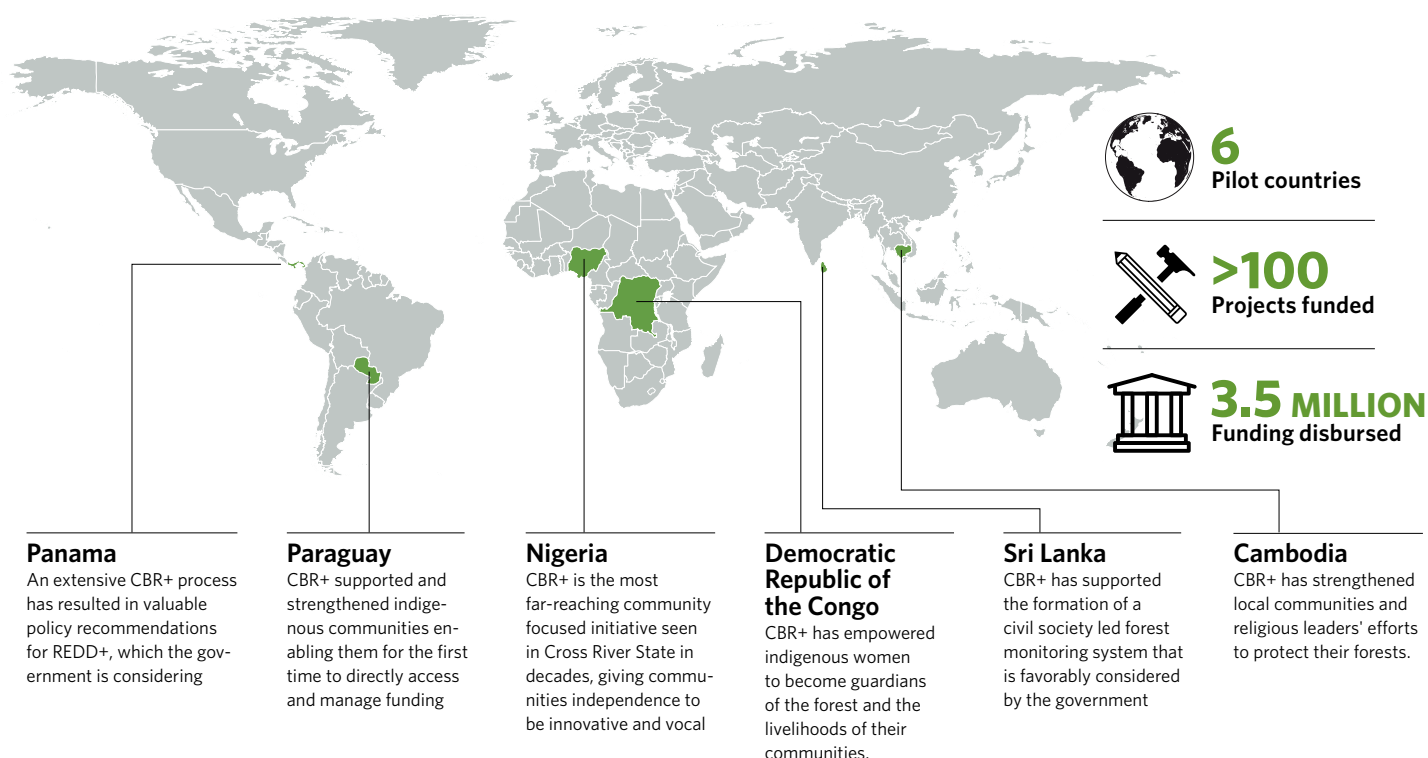 6
Pilot countries
>100
Projects funded
3.5 MILLION
Funding disbursed
Panama
An extensive CBR+ process
has resulted in valuable
policy recommendations
for REDD+, which the gov-
ernment is considering
Paraguay
CBR+ supported and
strengthened indige-
nous communities en-
abling them for the first
time to directly access
and manage funding
Nigeria
CBR+ is the most
far-reaching community
focused initiative seen
in Cross River State in
decades, giving commu-
nities independence to
be innovative and vocal
Democratic
Republic of
the Congo
CBR+ has empowered
indigenous women
to become guardians
of the forest and the
livelihoods of their
communities.
Sri Lanka
CBR+ has supported
the formation of a
civil society led forest
monitoring system that
is favorably considered
by the government
Cambodia
CBR+ has strengthened
local communities and
religious leaders' efforts
to protect their forests.